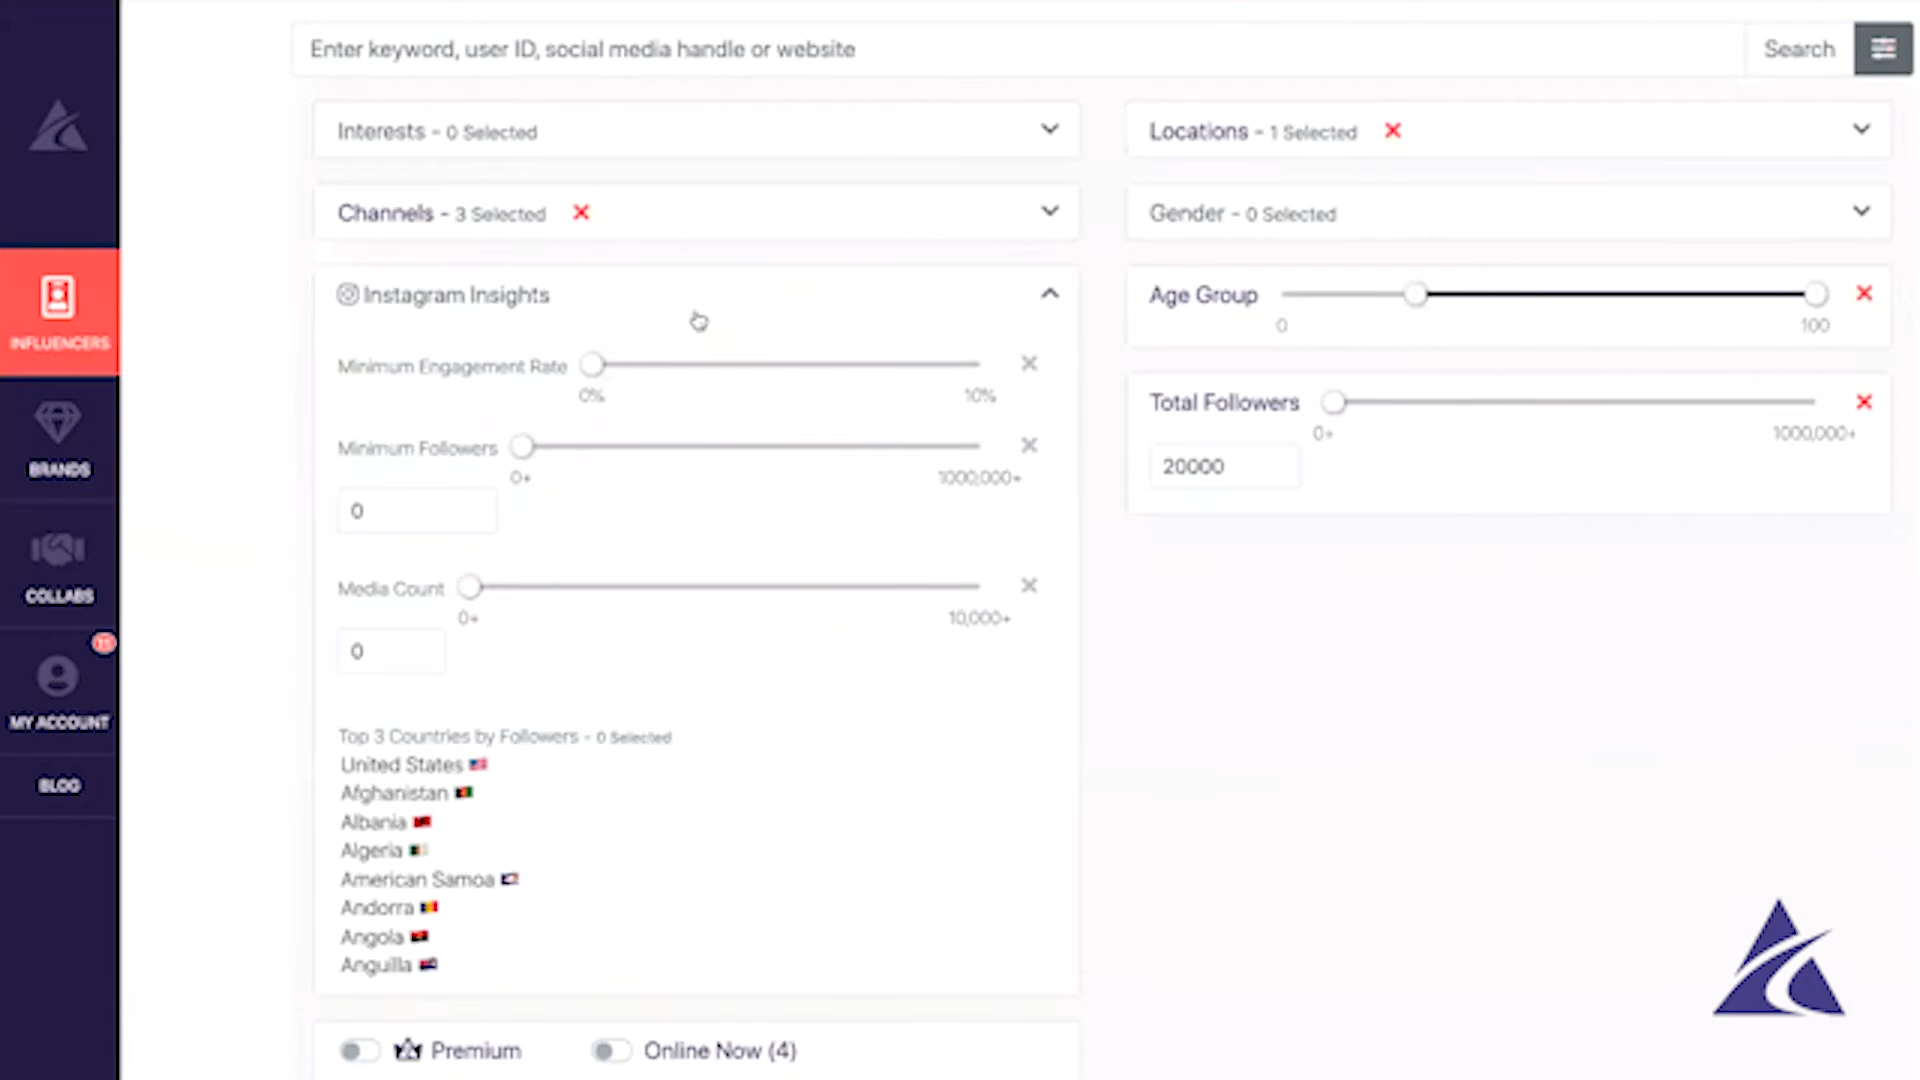 Enter keyword, user ID, social media handle or website
Search
Interests - 0 Selected
Locations - 1 Selected
Channels - 3 Selected
Gender - 0 Selected
Instagram Insights
Minimum Engagement Rate
0%
10%
Minimum Followers
0+
1000,000+
0
Media Count
0+
10,000+
0
Top 3 Countries by Followers - 0 Selected
United States
Afghanistan
Albania
Algeria
American Samoa
Andorra
Angola
Anguilla
Premium
Online Now (4)
Age Group
0
100
Total Followers
0+
1000,000+
20000
INFLUENCERS
BRANDS
COLLABS
MY ACCOUNT
BLOG